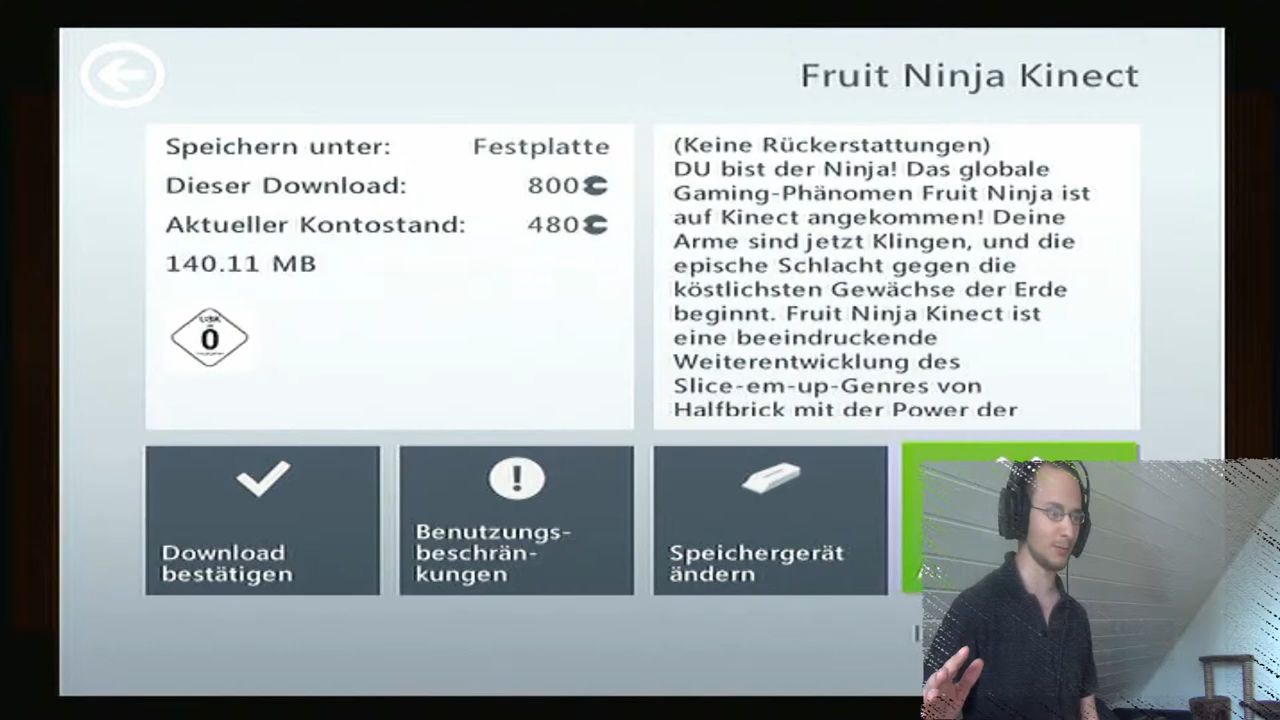 Fruit Ninja Kinect
Speichern unter: Festplatte
Dieser Download: 800
Aktueller Kontostand: 480
140.11 MB
USK
0
(Keine Rückerstattungen)
DU bist der Ninja! Das globale
Gaming-Phänomen Fruit Ninja ist
auf Kinect angekommen! Deine
Arme sind jetzt Klingen, und die
epische Schlacht gegen die
köstlichsten Gewächse der Erde
beginnt. Fruit Ninja Kinect ist
eine beeindruckende
Weiterentwicklung des
Slice-em-up-Genres von
Halfbrick mit der Power der
Download
bestätigen
Benutzungs-
beschrän-
kungen
Speichergerät
ändern